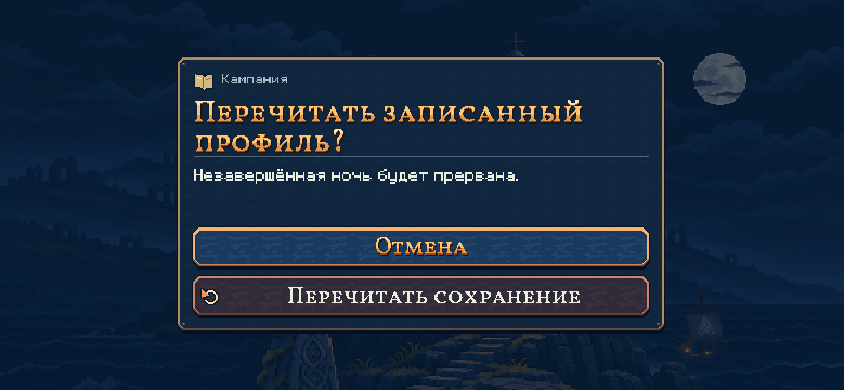 Кампания
Перечитать записанный
профиль?
Незавершённая ночь будет прервана.
Отмена
Перечитать сохранение